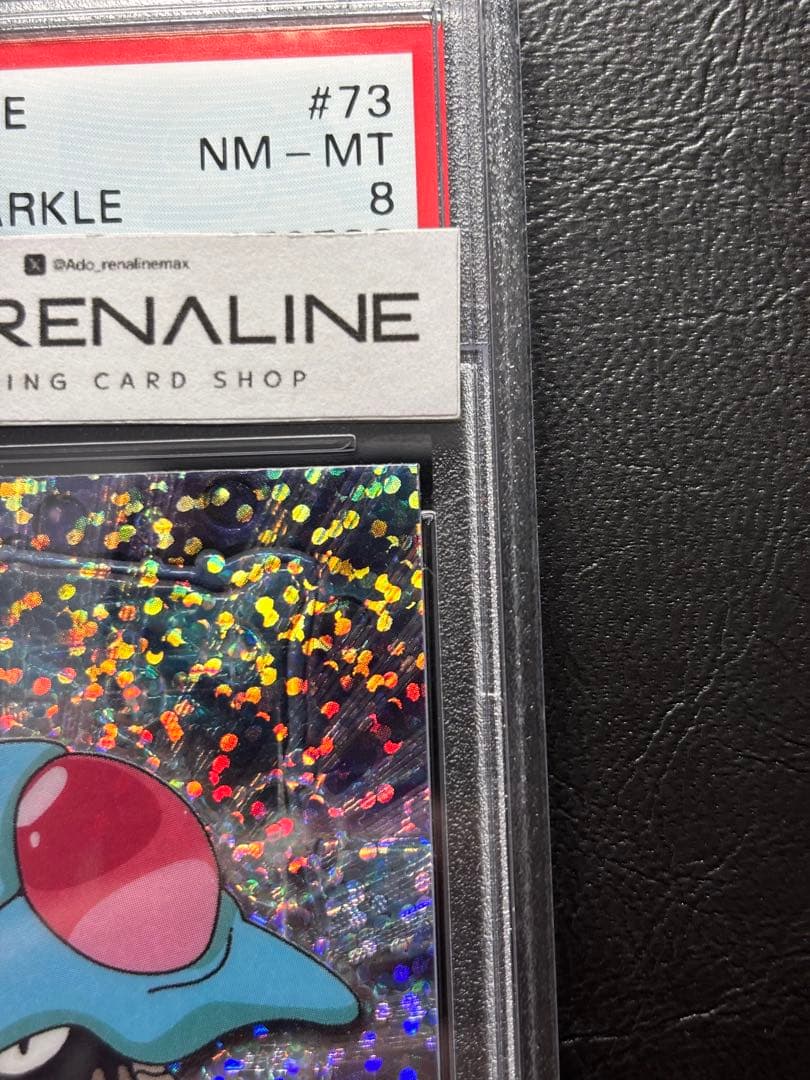 E #73
NM – MT
ARKLE 8
@Ado_renalinemax
RENALINE
ING CARD SHOP